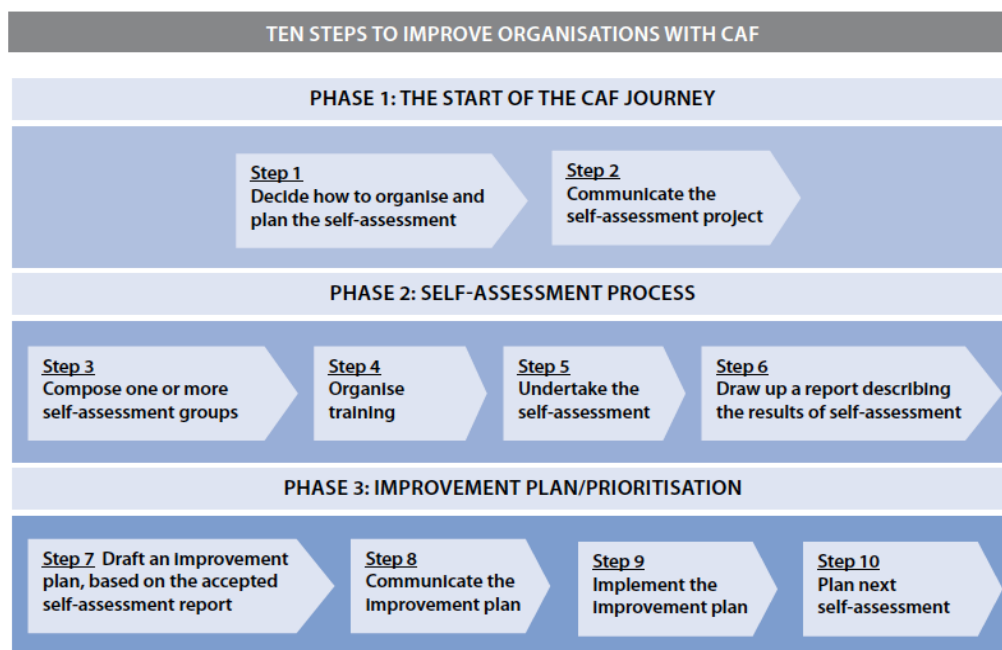 TEN STEPS TO IMPROVE ORGANISATIONS WITH CAF
PHASE 1: THE START OF THE CAF JOURNEY
Step 1
Decide how to organise and
plan the self-assessment
Step 2
Communicate the
self-assessment project
PHASE 2: SELF-ASSESSMENT PROCESS
Step 3
Compose one or more
self-assessment groups
Step 4
Organise
training
Step 5
Undertake the
self-assessment
Step 6
Draw up a report describing
the results of self-assessment
PHASE 3: IMPROVEMENT PLAN/PRIORITISATION
Step 7 Draft an improvement
plan, based on the accepted
self-assessment report
Step 8
Communicate the
improvement plan
Step 9
Implement the
improvement plan
Step 10
Plan next
self-assessment